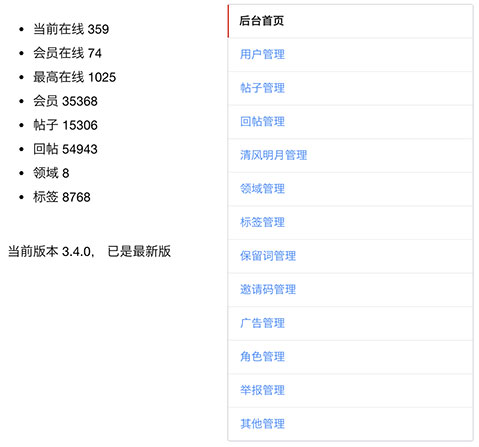 当前在线 359
会员在线 74
最高在线 1025
会员 35368
帖子 15306
回帖 54943
领域 8
标签 8768
当前版本 3.4.0， 已是最新版
后台首页
用户管理
帖子管理
回帖管理
清风明月管理
领域管理
标签管理
保留词管理
邀请码管理
广告管理
角色管理
举报管理
其他管理